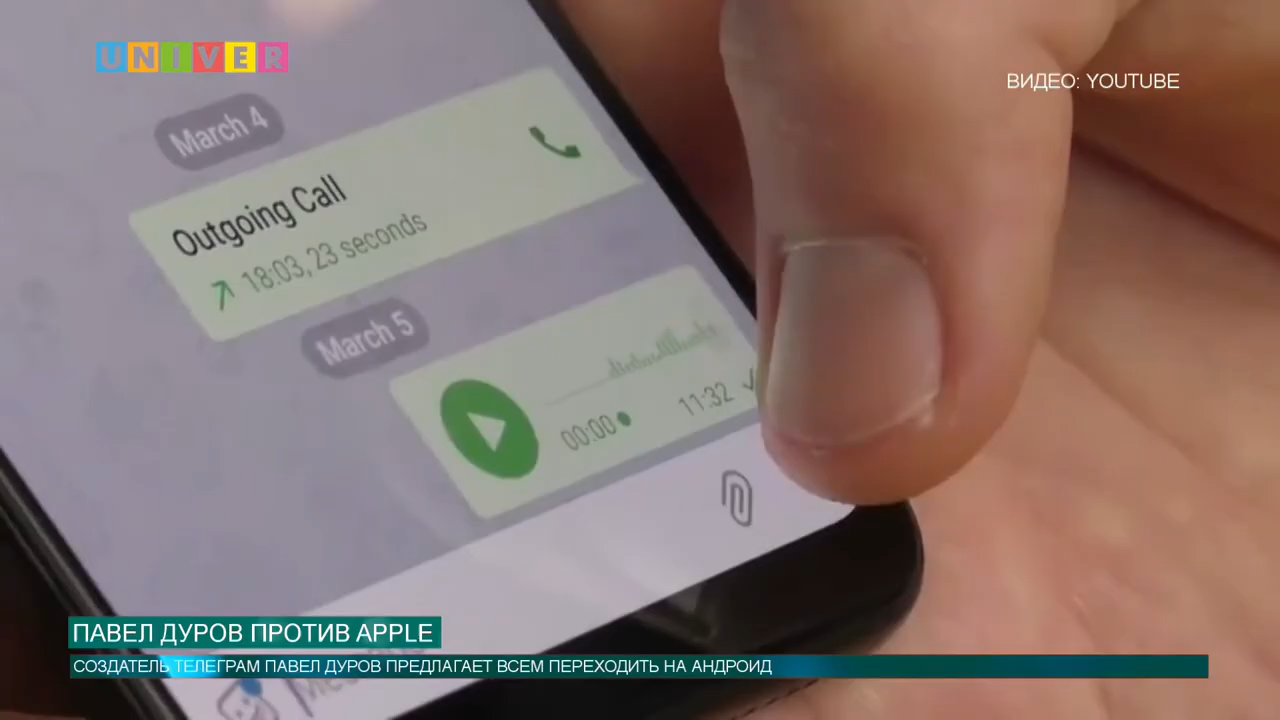 UNIVER
ВИДЕО: YOUTUBE
March 4
Outgoing Call
18:03, 23 seconds
March 5
00:00
11:32
ПАВЕЛ ДУРОВ ПРОТИВ APPLE
СОЗДАТЕЛЬ ТЕЛЕГРАМ ПАВЕЛ ДУРОВ ПРЕДЛАГАЕТ ВСЕМ ПЕРЕХОДИТЬ НА АНДРОИД